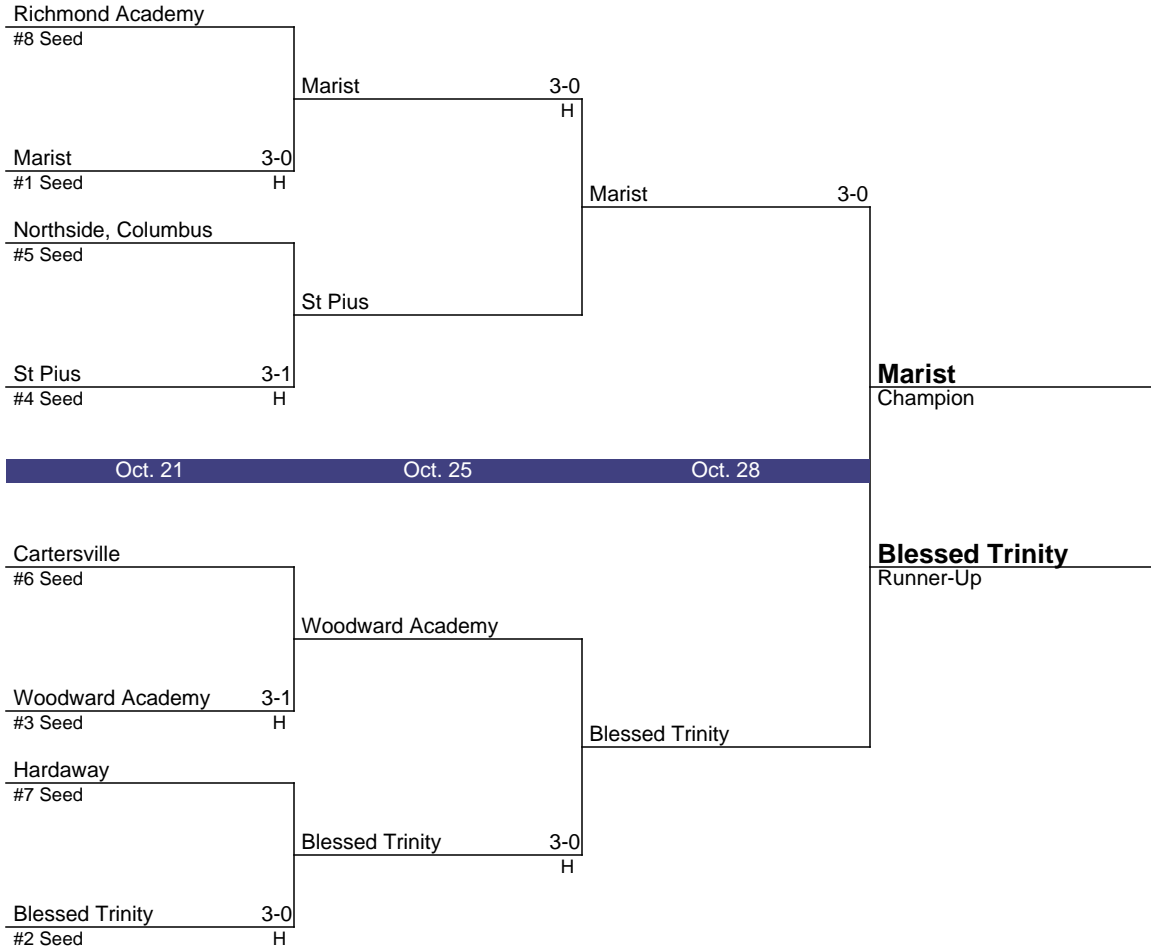 Richmond Academy
#8 Seed
Marist 3-0
H
Marist 3-0
#1 Seed H
Marist 3-0
Northside, Columbus
#5 Seed
St Pius
St Pius 3-1
#4 Seed H
Marist
Champion
Oct. 21 Oct. 25 Oct. 28
Cartersville
#6 Seed
Blessed Trinity
Runner-Up
Woodward Academy
Woodward Academy 3-1
#3 Seed H
Blessed Trinity
Hardaway
#7 Seed
Blessed Trinity 3-0
H
Blessed Trinity 3-0
#2 Seed H